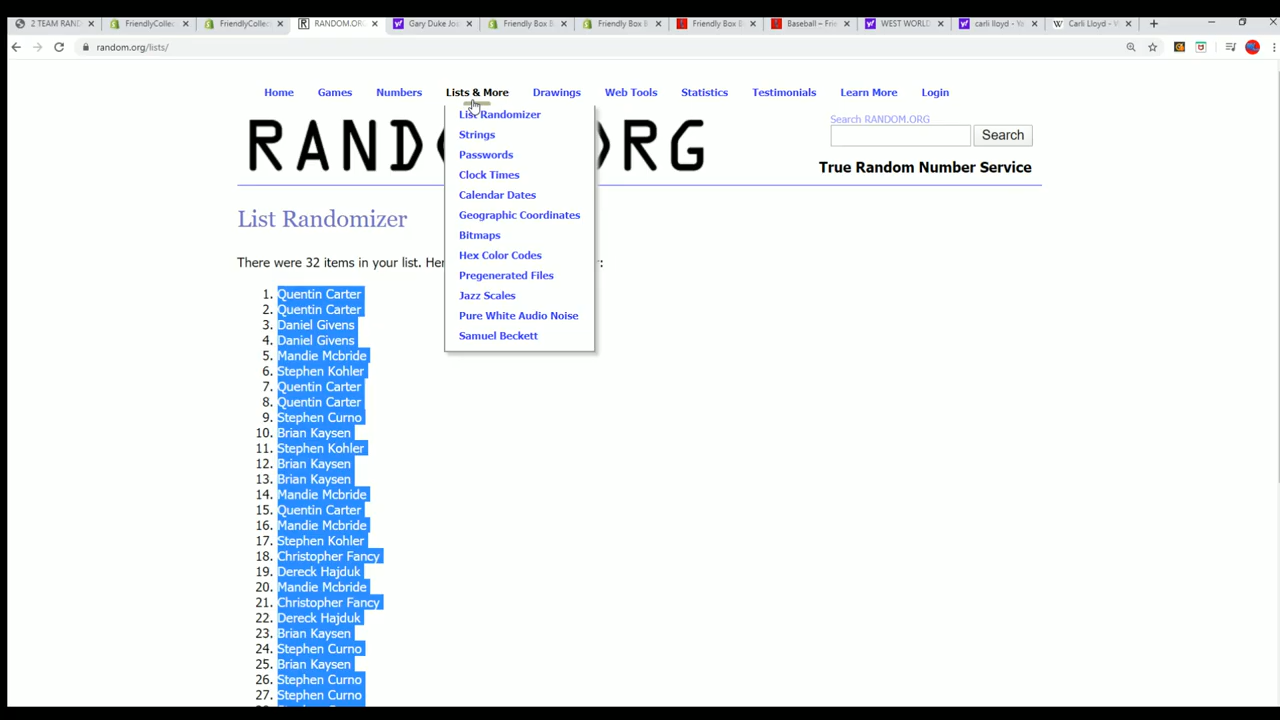 2 TEAM RAND
FriendlyCollec
FriendlyCollec
RANDOM.OR
Gary Duke Jo
Friendly Box B
Friendly Box B
Friendly Box B
Baseball – Frie
WEST WORLD
carli lloyd - Ya
Carli Lloyd - V
random.org/lists/
Home Games Numbers Lists & More Drawings Web Tools Statistics Testimonials Learn More Login
List Randomizer
Strings
Passwords
Clock Times
Calendar Dates
Geographic Coordinates
Bitmaps
Hex Color Codes
Pregenerated Files
Jazz Scales
Pure White Audio Noise
Samuel Beckett
Search RANDOM.ORG
Search
True Random Number Service
List Randomizer
There were 32 items in your list. Her :
1. Quentin Carter
2. Quentin Carter
3. Daniel Givens
4. Daniel Givens
5. Mandie Mcbride
6. Stephen Kohler
7. Quentin Carter
8. Quentin Carter
9. Stephen Curno
10. Brian Kaysen
11. Stephen Kohler
12. Brian Kaysen
13. Brian Kaysen
14. Mandie Mcbride
15. Quentin Carter
16. Mandie Mcbride
17. Stephen Kohler
18. Christopher Fancy
19. Dereck Hajduk
20. Mandie Mcbride
21. Christopher Fancy
22. Dereck Hajduk
23. Brian Kaysen
24. Stephen Curno
25. Brian Kaysen
26. Stephen Curno
27. Stephen Curno